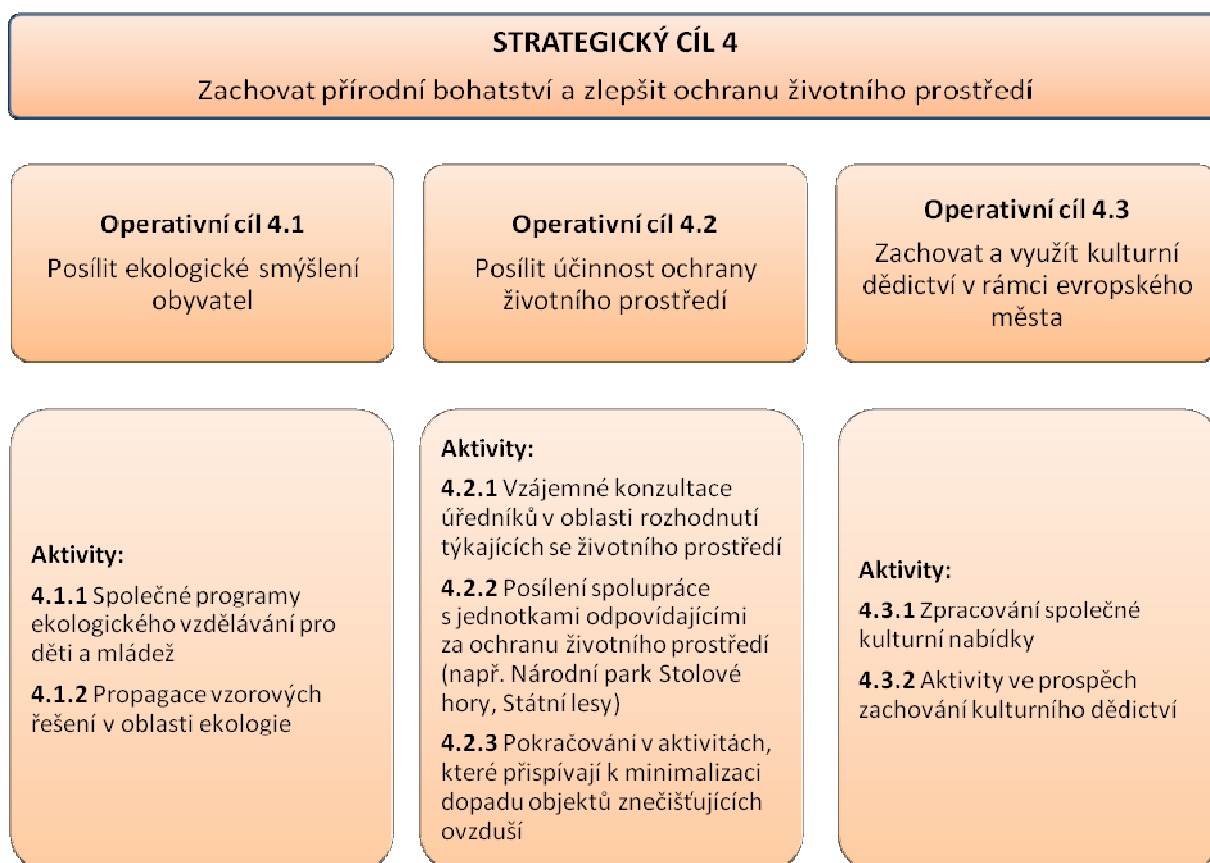 STRATEGICKÝ CÍL 4
Zachovat přírodní bohatství a zlepšit ochranu životního prostředí
Operativní cíl 4.1
Posílit ekologické smýšlení
obyvatel
Operativní cíl 4.2
Posílit účinnost ochrany
životního prostředí
Operativní cíl 4.3
Zachovat a využít kulturní
dědictví v rámci evropského
města
Aktivity:
4.1.1 Společné programy
ekologického vzdělávání pro
děti a mládež
4.1.2 Propagace vzorových
řešení v oblasti ekologie
Aktivity:
4.2.1 Vzájemné konzultace
úředníků v oblasti rozhodnutí
týkajících se životního prostředí
4.2.2 Posílení spolupráce
s jednotkami odpovídajícími
za ochranu životního prostředí
(např. Národní park Stolové
hory, Státní lesy)
4.2.3 Pokračování v aktivitách,
které přispívají k minimalizaci
dopadu objektů znečišťujících
ovzduší
Aktivity:
4.3.1 Zpracování společné
kulturní nabídky
4.3.2 Aktivity ve prospěch
zachování kulturního dědictví